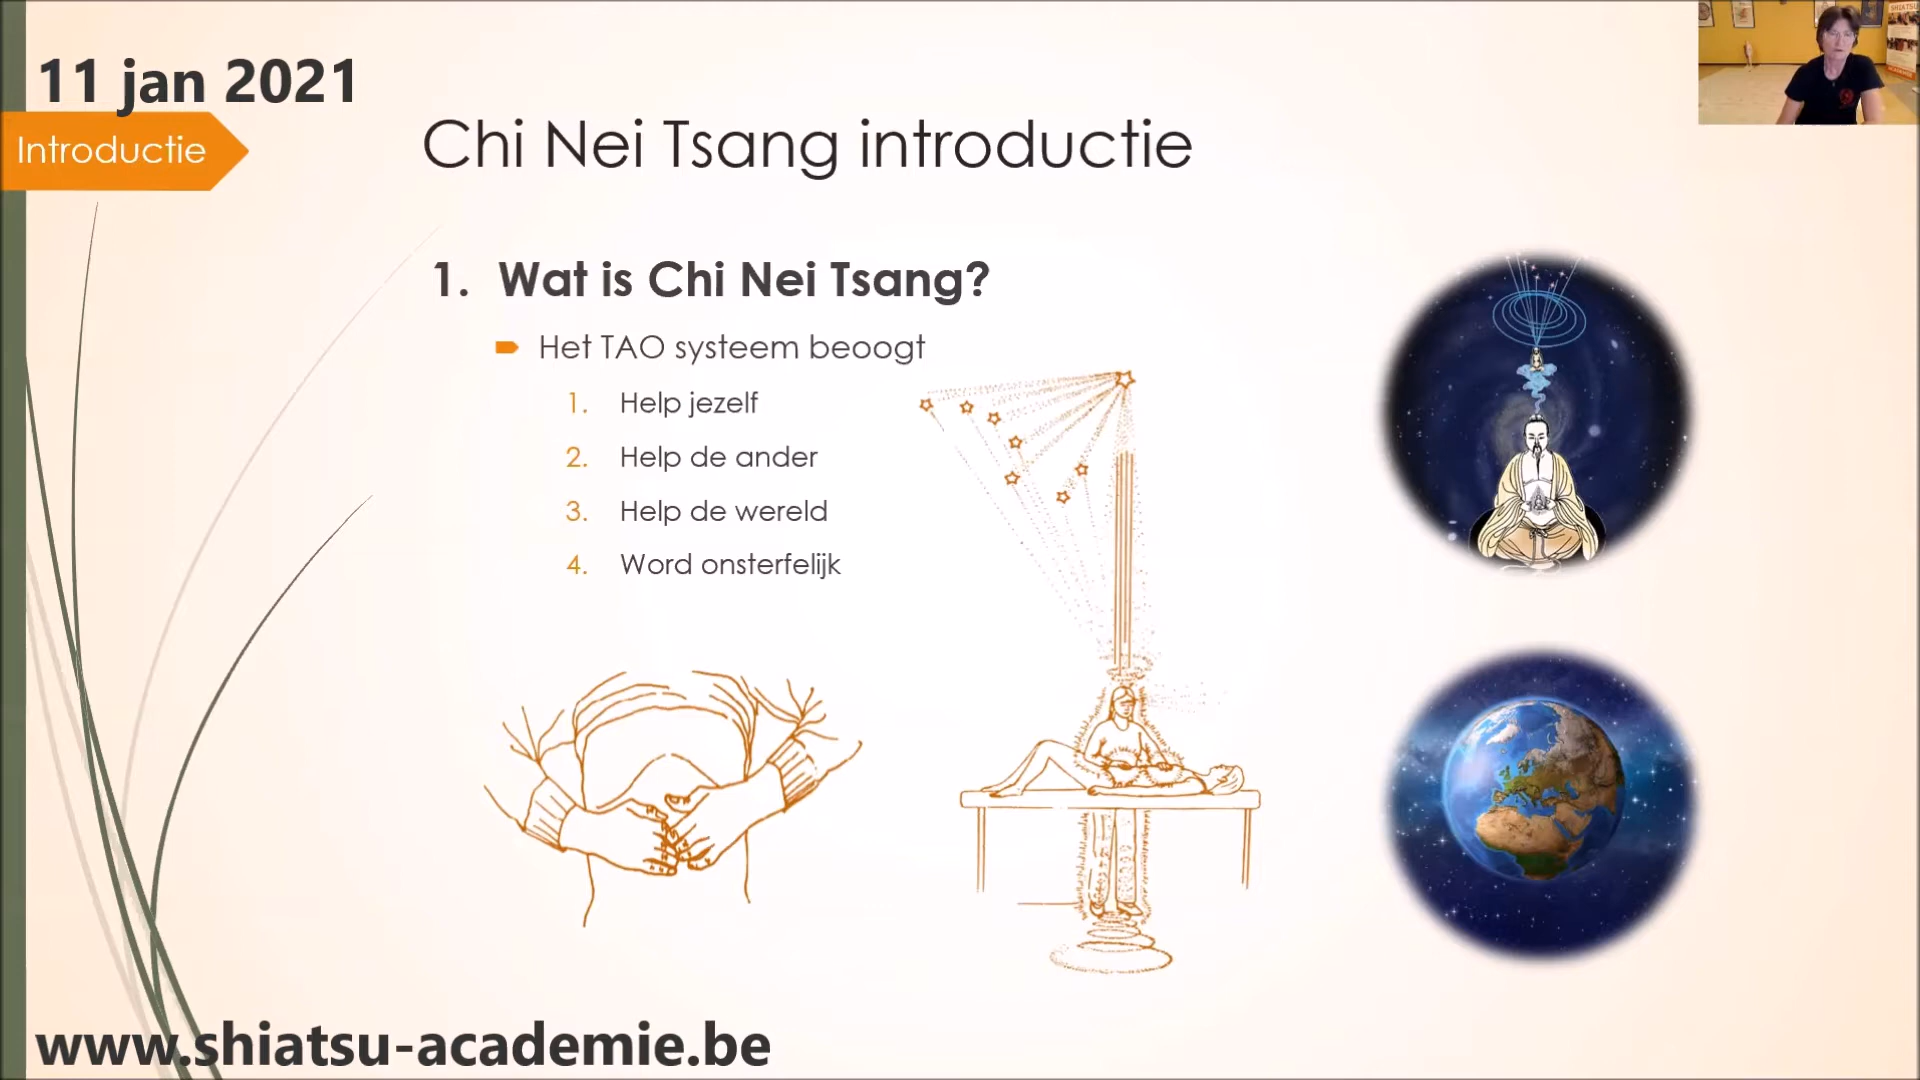 11 jan 2021
Introductie
Chi Nei Tsang introductie
1. Wat is Chi Nei Tsang?
Het TAO systeem beoogt
1. Help jezelf
2. Help de ander
3. Help de wereld
4. Word onsterfelijk
SHIATSU
www.shiatsu-academie.be